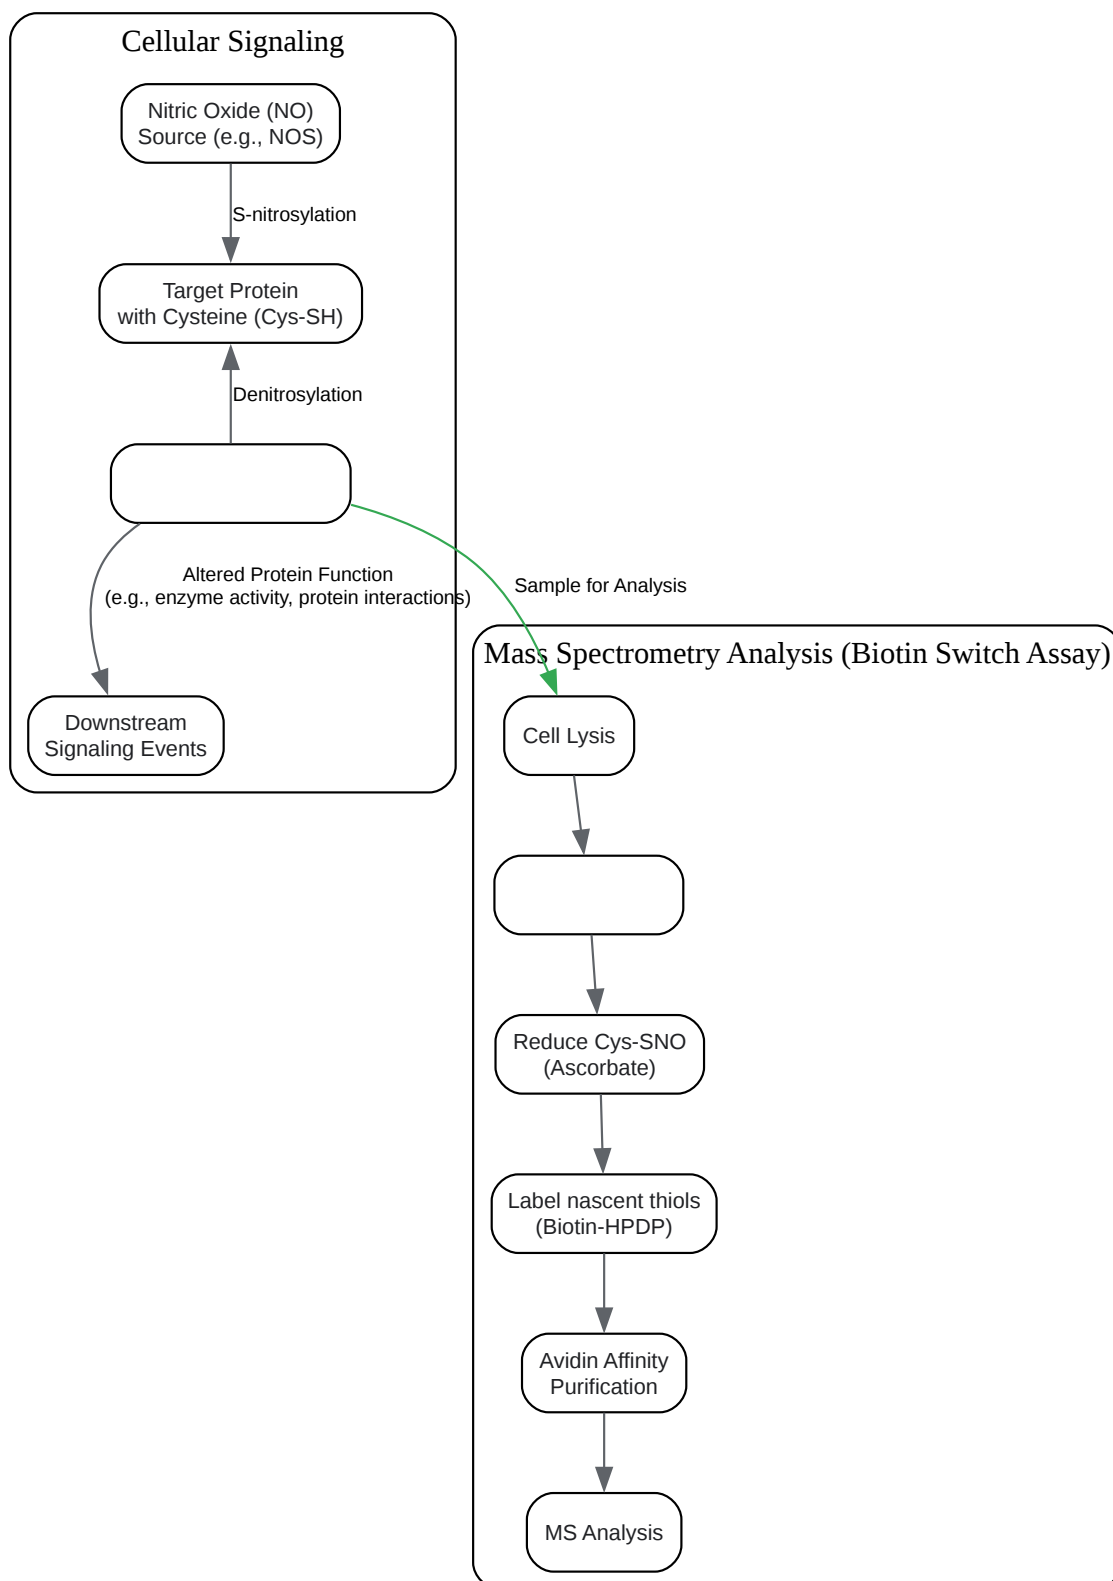 Cellular Signaling
Nitric Oxide (NO)
Source (e.g., NOS)
S-nitrosylation
Target Protein
with Cysteine (Cys-SH)
Denitrosylation
Altered Protein Function
(e.g., enzyme activity, protein interactions)
Sample for Analysis
Downstream
Signaling Events
Mass Spectrometry Analysis (Biotin Switch Assay)
Cell Lysis
Reduce Cys-SNO
(Ascorbate)
Label nascent thiols
(Biotin-HPDP)
Avidin Affinity
Purification
MS Analysis